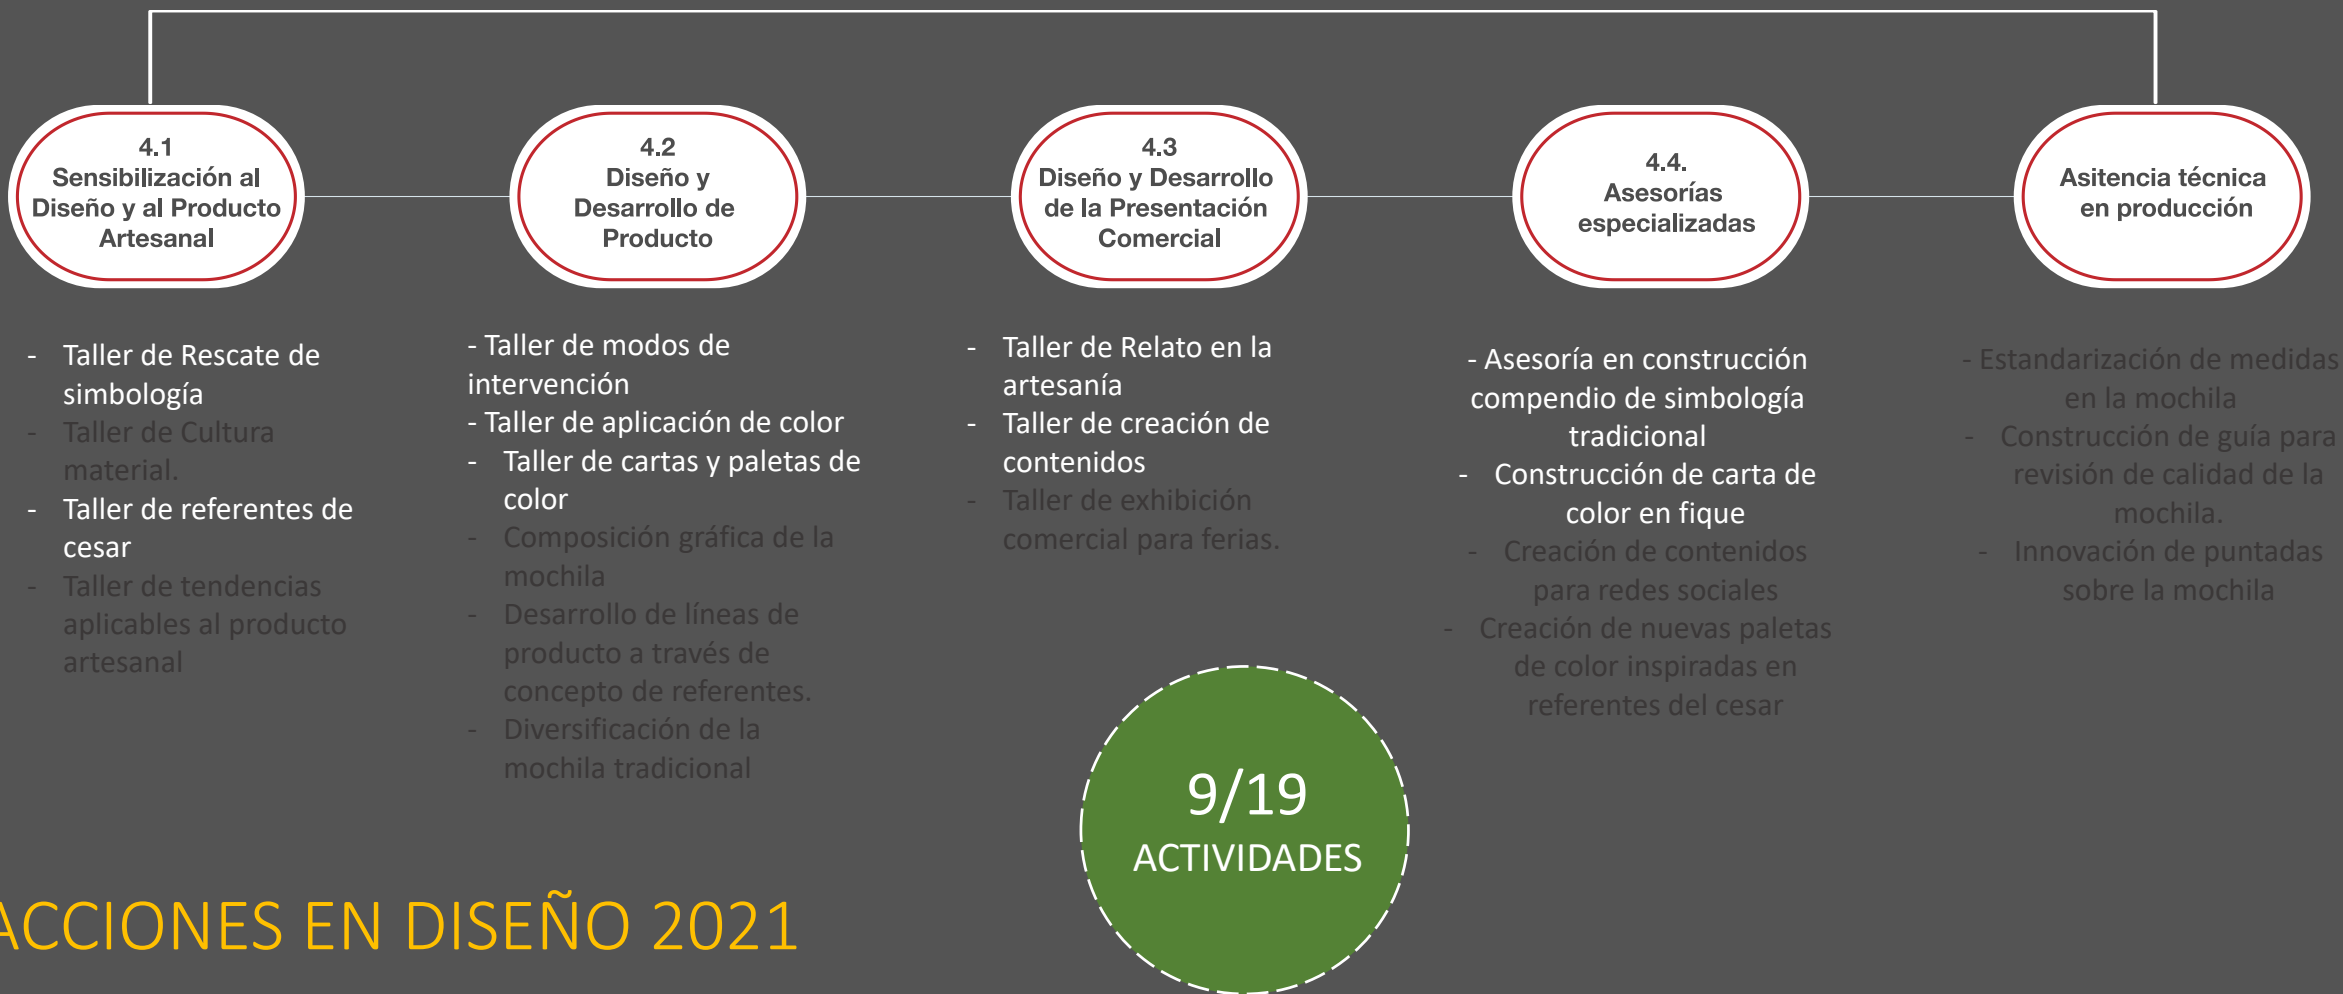 4.1
Sensibilización al
Diseño y al Producto
Artesanal
4.2
Diseño y
Desarrollo de
Producto
4.3
Diseño y Desarrollo
de la Presentación
Comercial
4.4.
Asesorías
especializadas
Asitencia técnica
en producción
- Taller de Rescate de
simbología
- Taller de Cultura
material.
- Taller de referentes de
cesar
- Taller de tendencias
aplicables al producto
artesanal
- Taller de modos de
intervención
- Taller de aplicación de color
- Taller de cartas y paletas de
color
- Composición gráfica de la
mochila
- Desarrollo de líneas de
producto a través de
concepto de referentes.
- Diversificación de la
mochila tradicional
- Taller de Relato en la
artesanía
- Taller de creación de
contenidos
- Taller de exhibición
comercial para ferias.
- Asesoría en construcción
compendio de simbología
tradicional
- Construcción de carta de
color en fique
- Creación de contenidos
para redes sociales
- Creación de nuevas paletas
de color inspiradas en
referentes del cesar
- Estandarización de medidas
en la mochila
- Construcción de guía para
revisión de calidad de la
mochila.
- Innovación de puntadas
sobre la mochila
9/19
ACTIVIDADES
ACCIONES EN DISEÑO 2021